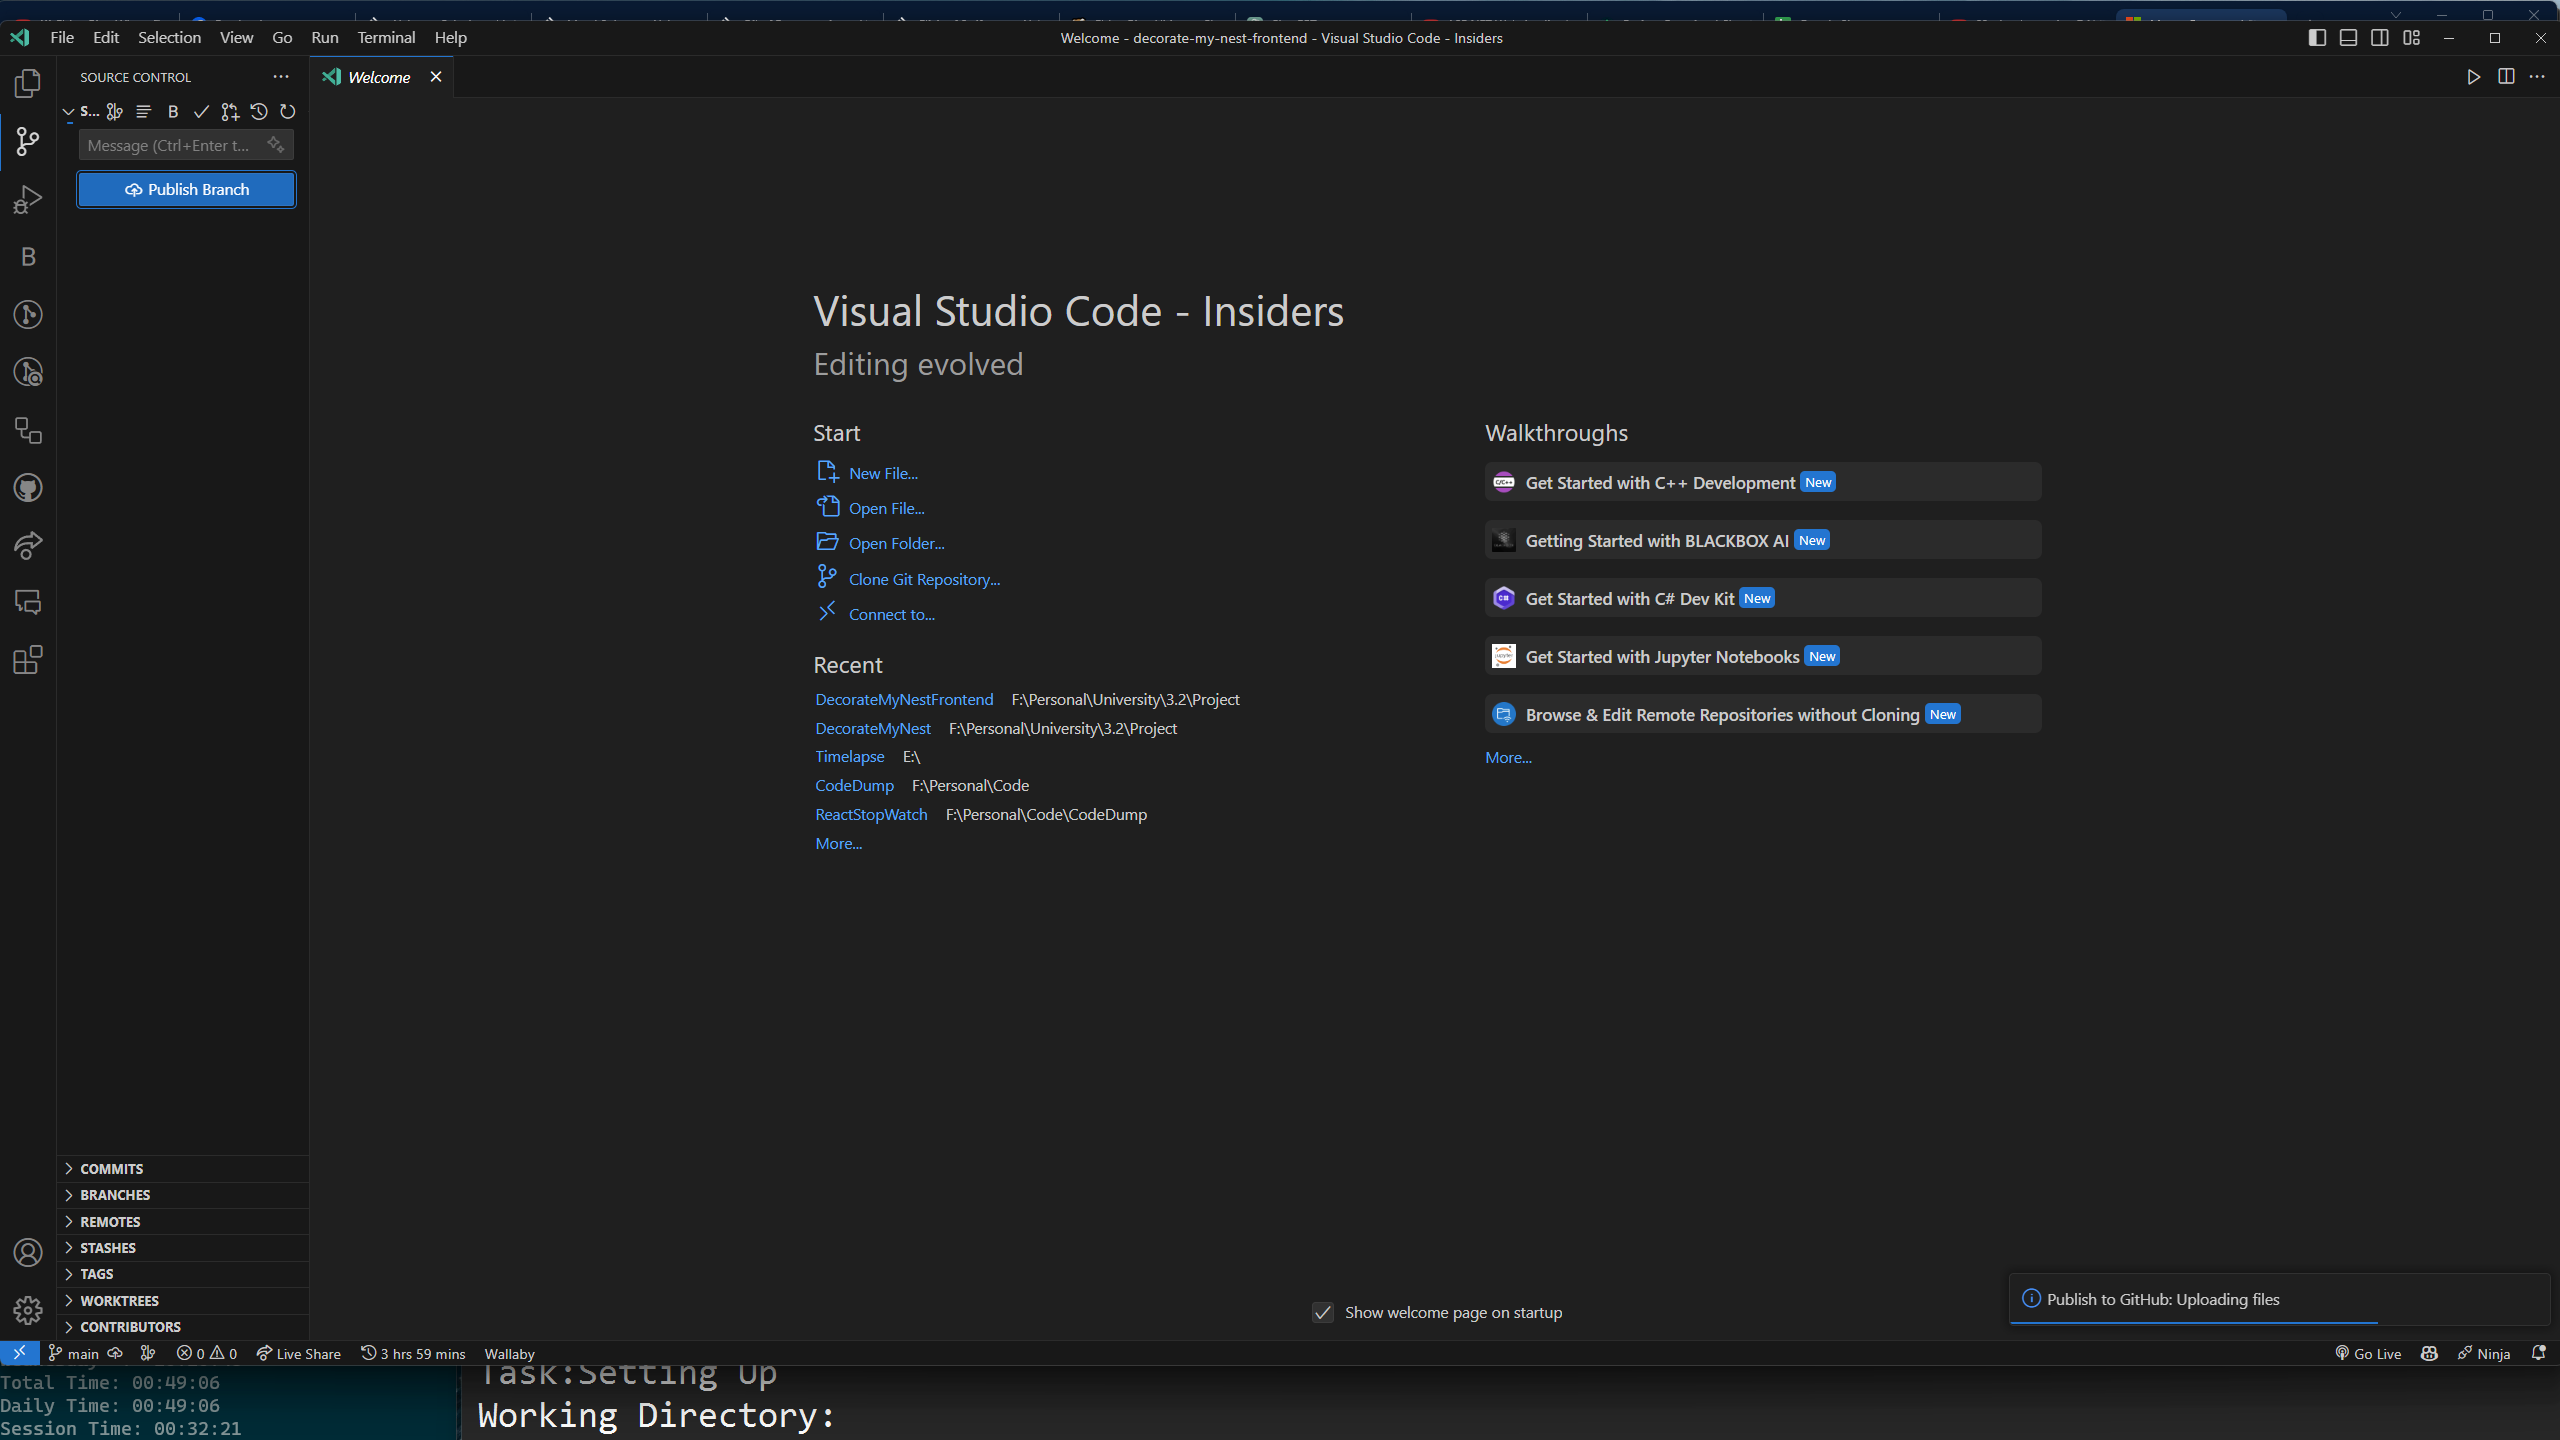 File Edit Selection View Go Run Terminal Help
Welcome - decorate-my-nest-frontend - Visual Studio Code - Insiders
SOURCE CONTROL
Welcome
S...
B
Message (Ctrl+Enter t...
Publish Branch
B
Visual Studio Code - Insiders
Editing evolved
Start
New File...
Open File...
Open Folder...
Clone Git Repository...
Connect to...
Recent
DecorateMyNestFrontend F:\Personal\University\3.2\Project
DecorateMyNest F:\Personal\University\3.2\Project
Timelapse E:\
CodeDump F:\Personal\Code
ReactStopWatch F:\Personal\Code\CodeDump
More...
Walkthroughs
Get Started with C++ Development New
Getting Started with BLACKBOX AI New
Get Started with C# Dev Kit New
Get Started with Jupyter Notebooks New
Browse & Edit Remote Repositories without Cloning New
More...
COMMITS
BRANCHES
REMOTES
STASHES
TAGS
WORKTREES
CONTRIBUTORS
Show welcome page on startup
Publish to GitHub: Uploading files
main 0 0 Live Share 3 hrs 59 mins Wallaby
Go Live Ninja
Total Time: 00:49:06
Daily Time: 00:49:06
Session Time: 00:32:21
Task:Setting Up
Working Directory: